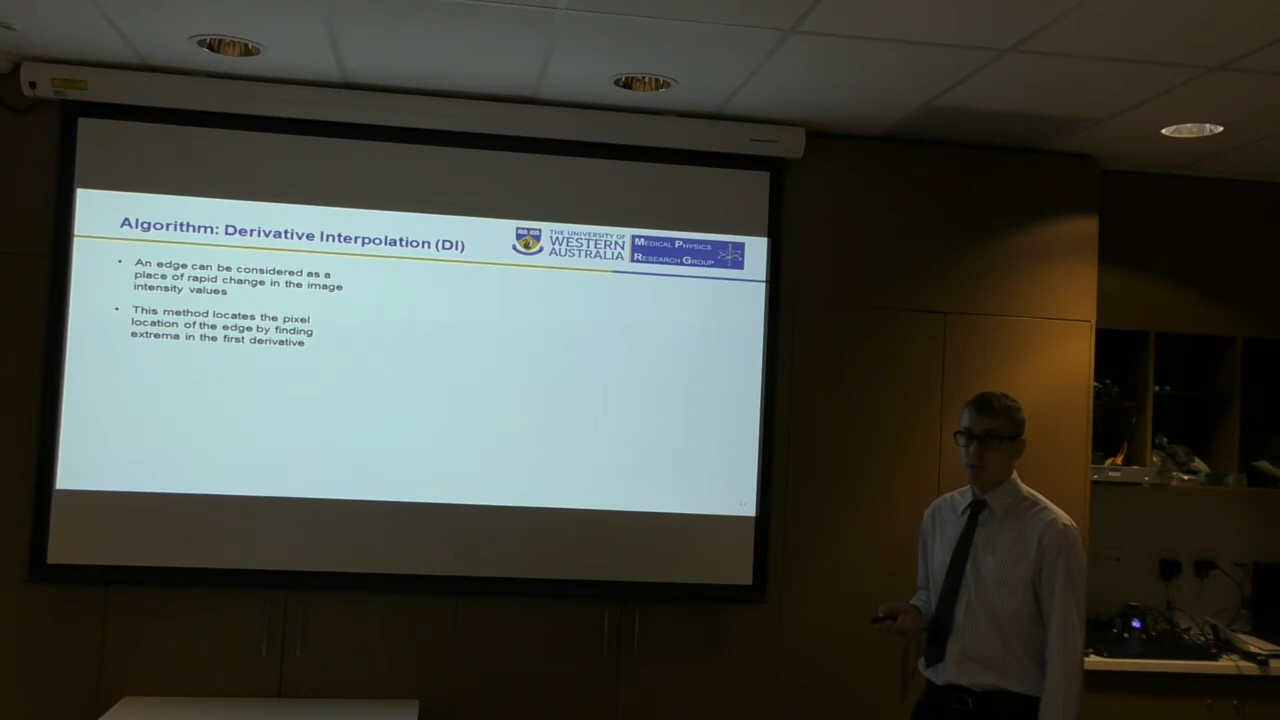 Algorithm: Derivative Interpolation (DI)
THE UNIVERSITY OF
WESTERN
AUSTRALIA
MEDICAL PHYSICS
RESEARCH GROUP
• An edge can be considered as a
place of rapid change in the image
intensity values
• This method locates the pixel
location of the edge by finding
extrema in the first derivative